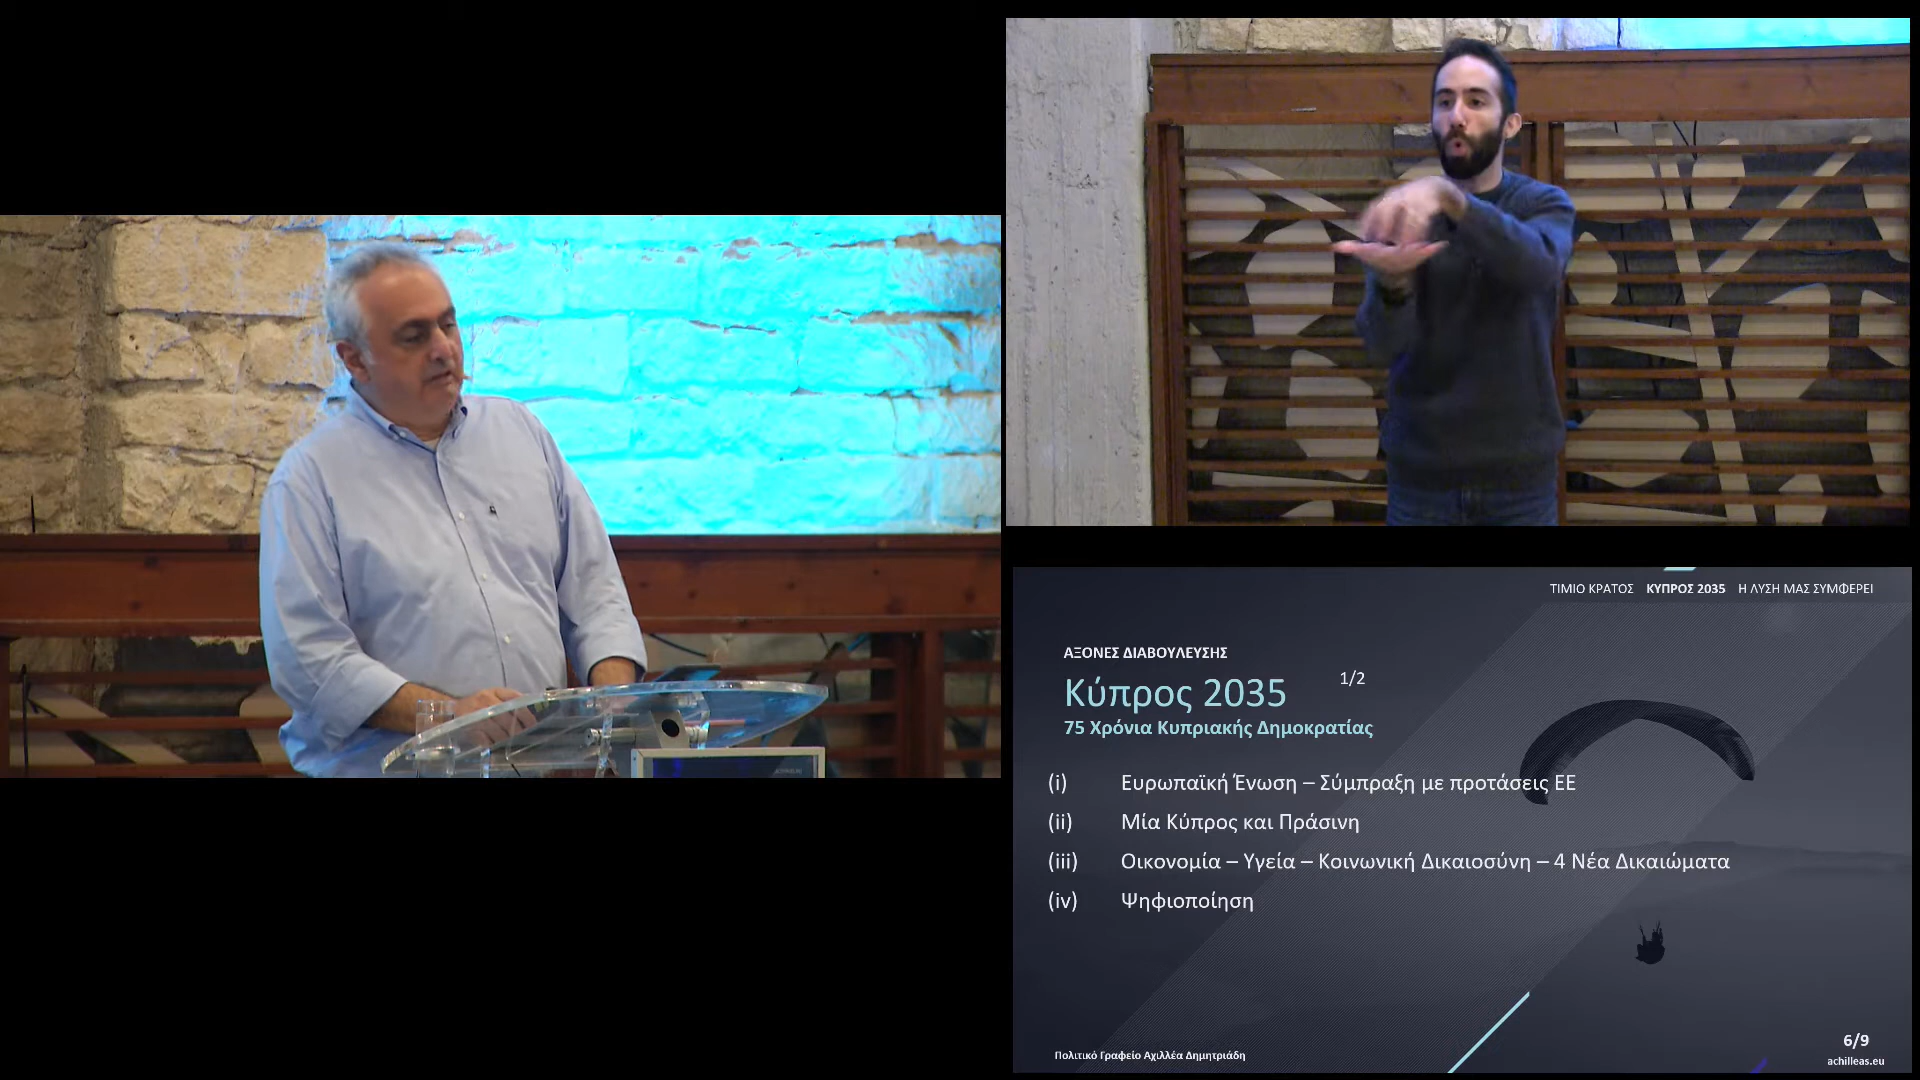 ΤΙΜΙΟ ΚΡΑΤΟΣ ΚΥΠΡΟΣ 2035 Η ΛΥΣΗ ΜΑΣ ΣΥΜΦΕΡΕΙ
ΑΞΟΝΕΣ ΔΙΑΒΟΥΛΕΥΣΗΣ
Κύπρος 2035 1/2
75 Χρόνια Κυπριακής Δημοκρατίας
(i) Ευρωπαϊκή Ένωση – Σύμπραξη με προτάσεις ΕΕ
(ii) Μία Κύπρος και Πράσινη
(iii) Οικονομία – Υγεία – Κοινωνική Δικαιοσύνη – 4 Νέα Δικαιώματα
(iv) Ψηφιοποίηση
6/9
Πολιτικό Γραφείο Αχιλλέα Δημητριάδη
achilleas.eu